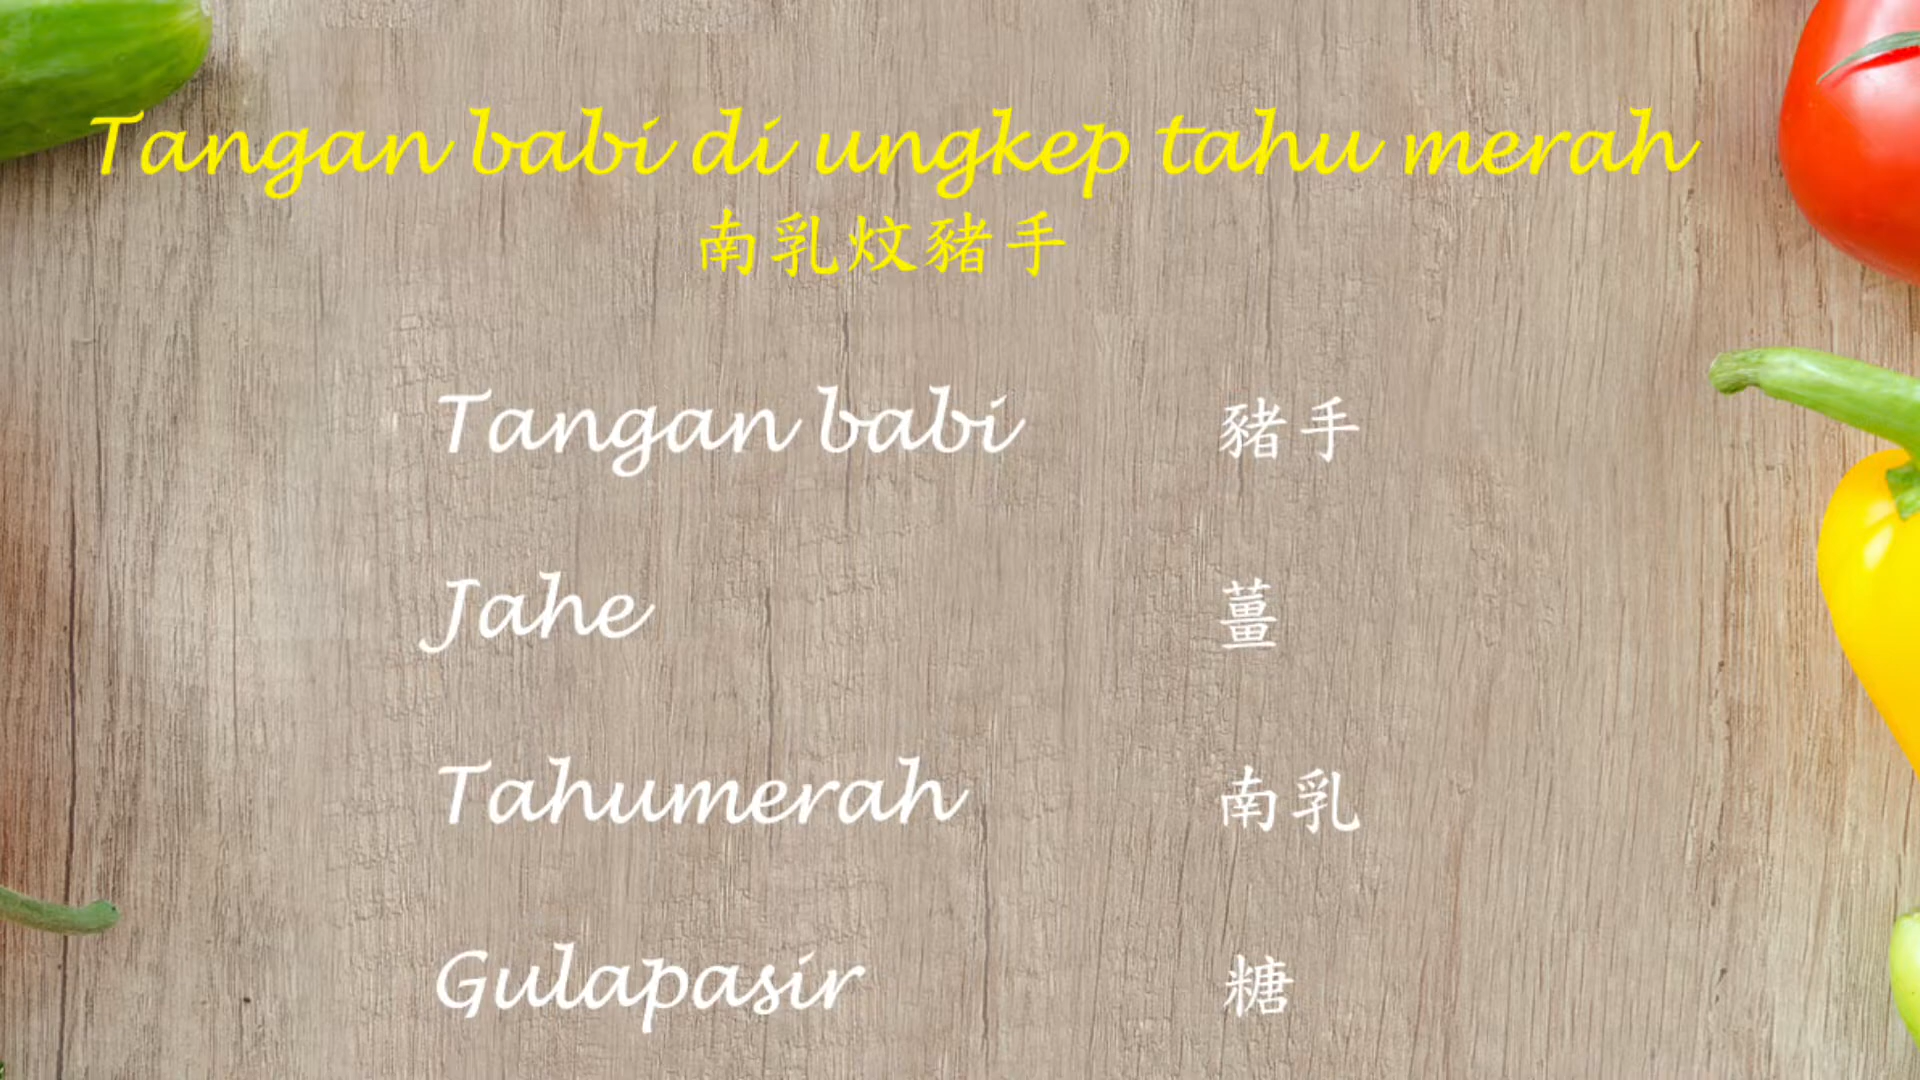 Tangan babi di ungkep tahu merah
南乳炆豬手
Tangan babi 豬手
Jahe 薑
Tahumerah 南乳
Gulapasir 糖